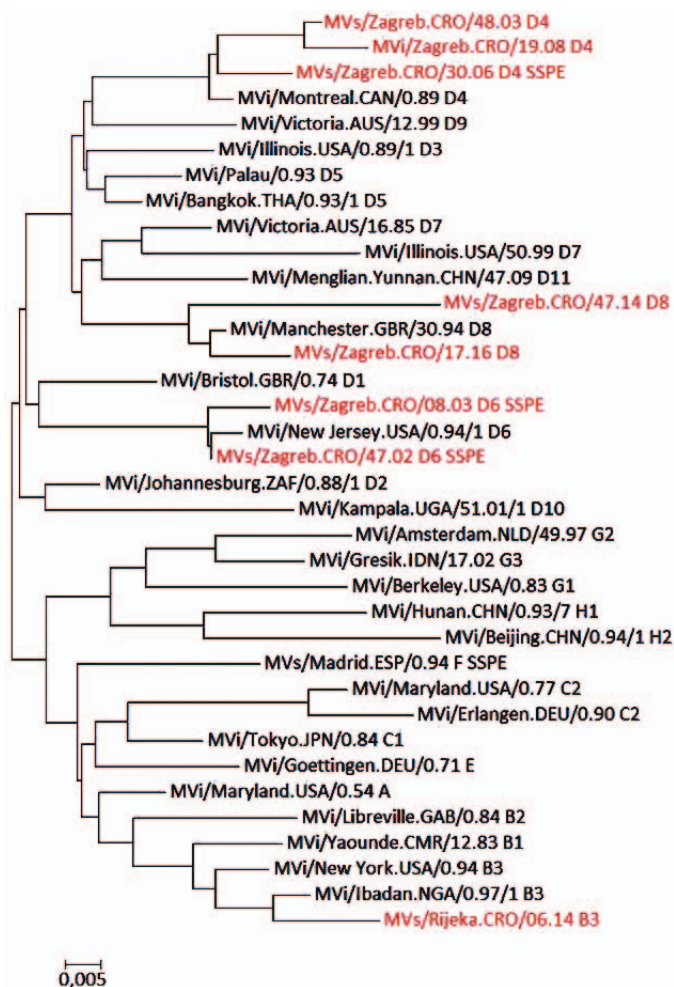 MVs/Zagreb.CRO/48.03 D4
MVi/Zagreb.CRO/19.08 D4
MVs/Zagreb.CRO/30.06 D4 SSPE
MVi/Montreal.CAN/0.89 D4
MVi/Victoria.AUS/12.99 D9
MVi/Illinois.USA/0.89/1 D3
MVi/Palau/0.93 D5
MVi/Bangkok.THA/0.93/1 D5
MVi/Victoria.AUS/16.85 D7
MVi/Illinois.USA/50.99 D7
MVi/Menglian.Yunnan.CHN/47.09 D11
MVs/Zagreb.CRO/47.14 D8
MVi/Manchester.GBR/30.94 D8
MVs/Zagreb.CRO/17.16 D8
MVi/Bristol.GBR/0.74 D1
MVs/Zagreb.CRO/08.03 D6 SSPE
MVi/New Jersey.USA/0.94/1 D6
MVs/Zagreb.CRO/47.02 D6 SSPE
MVi/Johannesburg.ZAF/0.88/1 D2
MVi/Kampala.UGA/51.01/1 D10
MVi/Amsterdam.NLD/49.97 G2
MVi/Gresik.IDN/17.02 G3
MVi/Berkeley.USA/0.83 G1
MVi/Hunan.CHN/0.93/7 H1
MVi/Beijing.CHN/0.94/1 H2
MVs/Madrid.ESP/0.94 F SSPE
MVi/Maryland.USA/0.77 C2
MVi/Erlangen.DEU/0.90 C2
MVi/Tokyo.JPN/0.84 C1
MVi/Goettingen.DEU/0.71 E
MVi/Maryland.USA/0.54 A
MVi/Libreville.GAB/0.84 B2
MVi/Yaounde.CMR/12.83 B1
MVi/New York.USA/0.94 B3
MVi/Ibadan.NGA/0.97/1 B3
MVs/Rijeka.CRO/06.14 B3
0,005